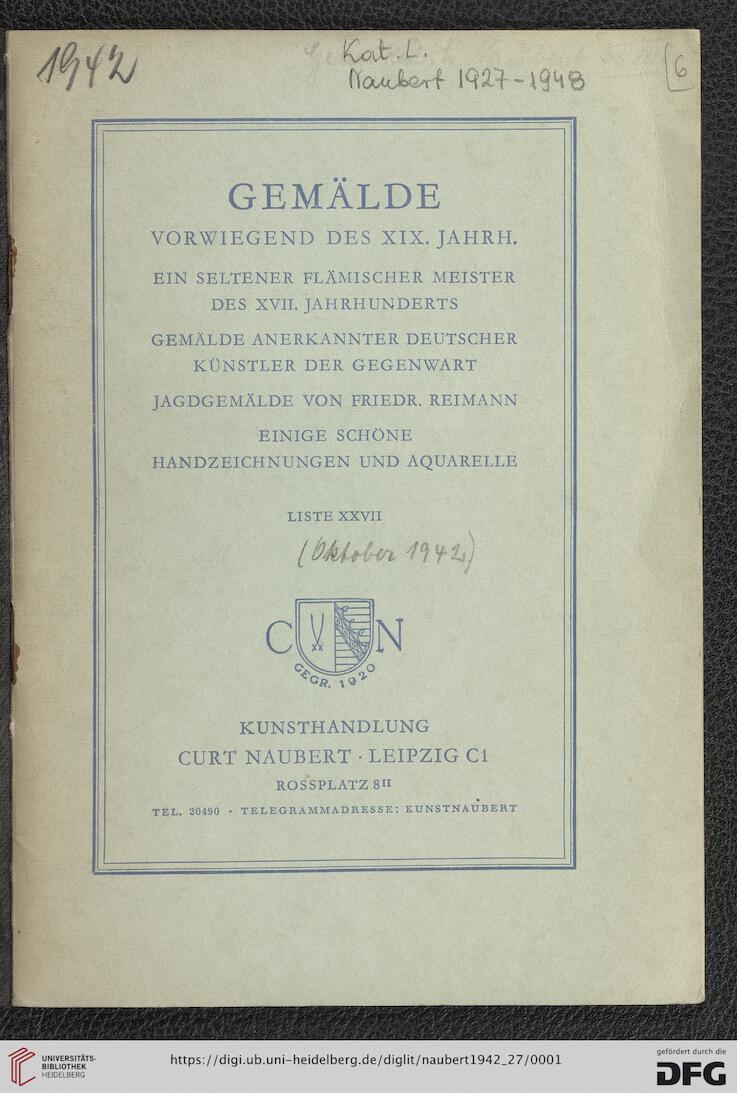 1942
Kat. L.
Naubert 1927-1943
6
GEMÄLDE
VORWIEGEND DES XIX. JAHRH.
EIN SELTENER FLÄMISCHER MEISTER
DES XVII. JAHRHUNDERTS
GEMÄLDE ANERKANNTER DEUTSCHER
KÜNSTLER DER GEGENWART
JAGDGEMÄLDE VON FRIEDR. REIMANN
EINIGE SCHÖNE
HANDZEICHNUNGEN UND AQUARELLE
LISTE XXVII
(Oktober 1942)
C N
GEGR. 1920
KUNSTHANDLUNG
CURT NAUBERT · LEIPZIG C1
ROSSPLATZ 8II
TEL. 20490 · TELEGRAMMADRESSE: KUNSTNAUBERT
UNIVERSITÄTS-
BIBLIOTHEK
HEIDELBERG
https://digi.ub.uni-heidelberg.de/diglit/naubert1942_27/0001
gefördert durch die
DFG